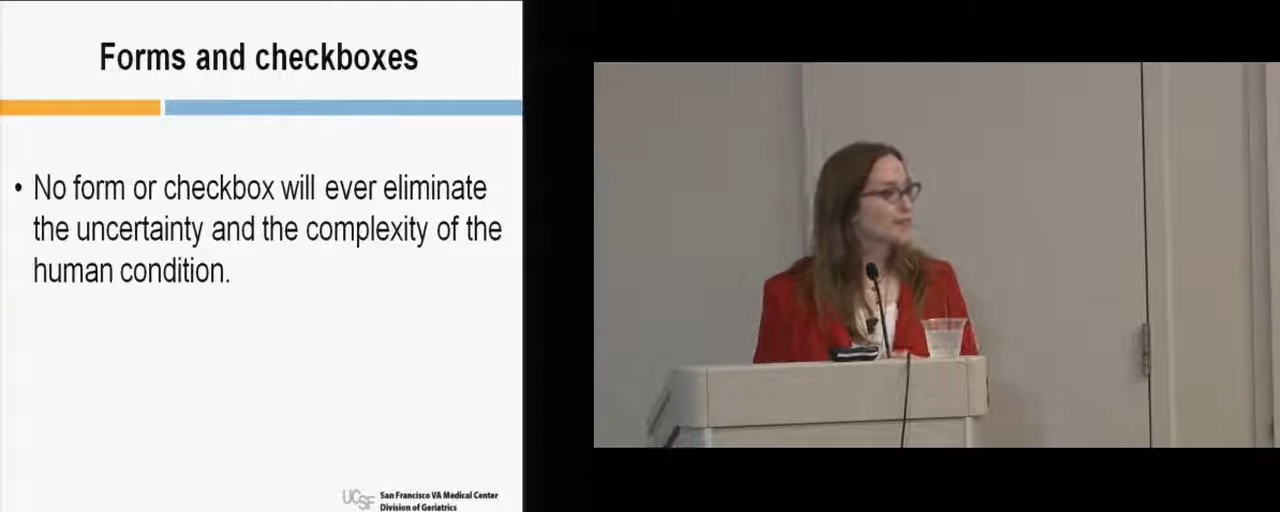 Forms and checkboxes
• No form or checkbox will ever eliminate
the uncertainty and the complexity of the
human condition.
UCSF San Francisco VA Medical Center
Division of Geriatrics